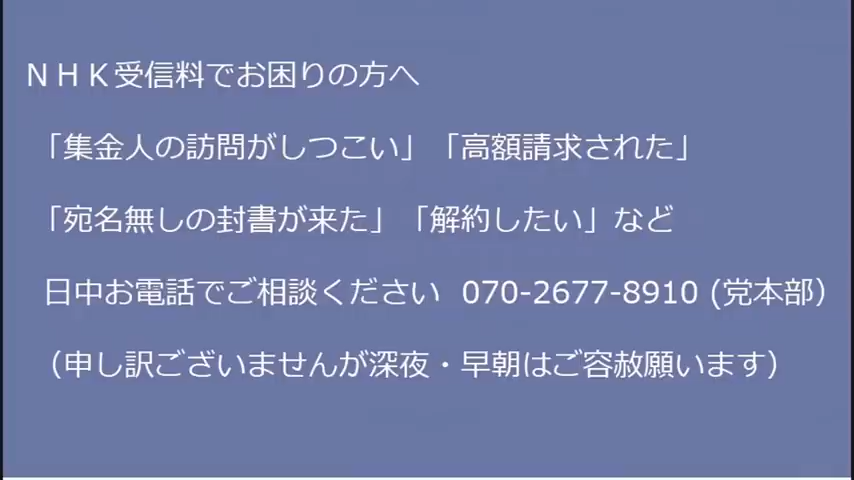 ＮＨＫ受信料でお困りの方へ
「集金人の訪問がしつこい」「高額請求された」
「宛名無しの封書が来た」「解約したい」など
日中お電話でご相談ください 070-2677-8910 (党本部）
（申し訳ございませんが深夜・早朝はご容赦願います）